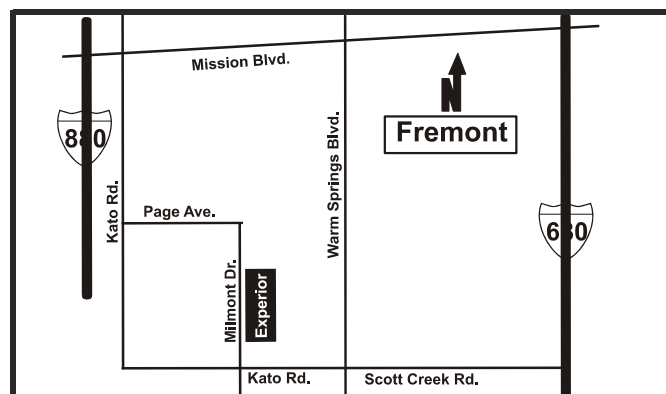 Mission Blvd.
N
Fremont
880
Kato Rd.
Page Ave.
Warm Springs Blvd.
680
Milmont Dr.
Experior
Kato Rd.
Scott Creek Rd.